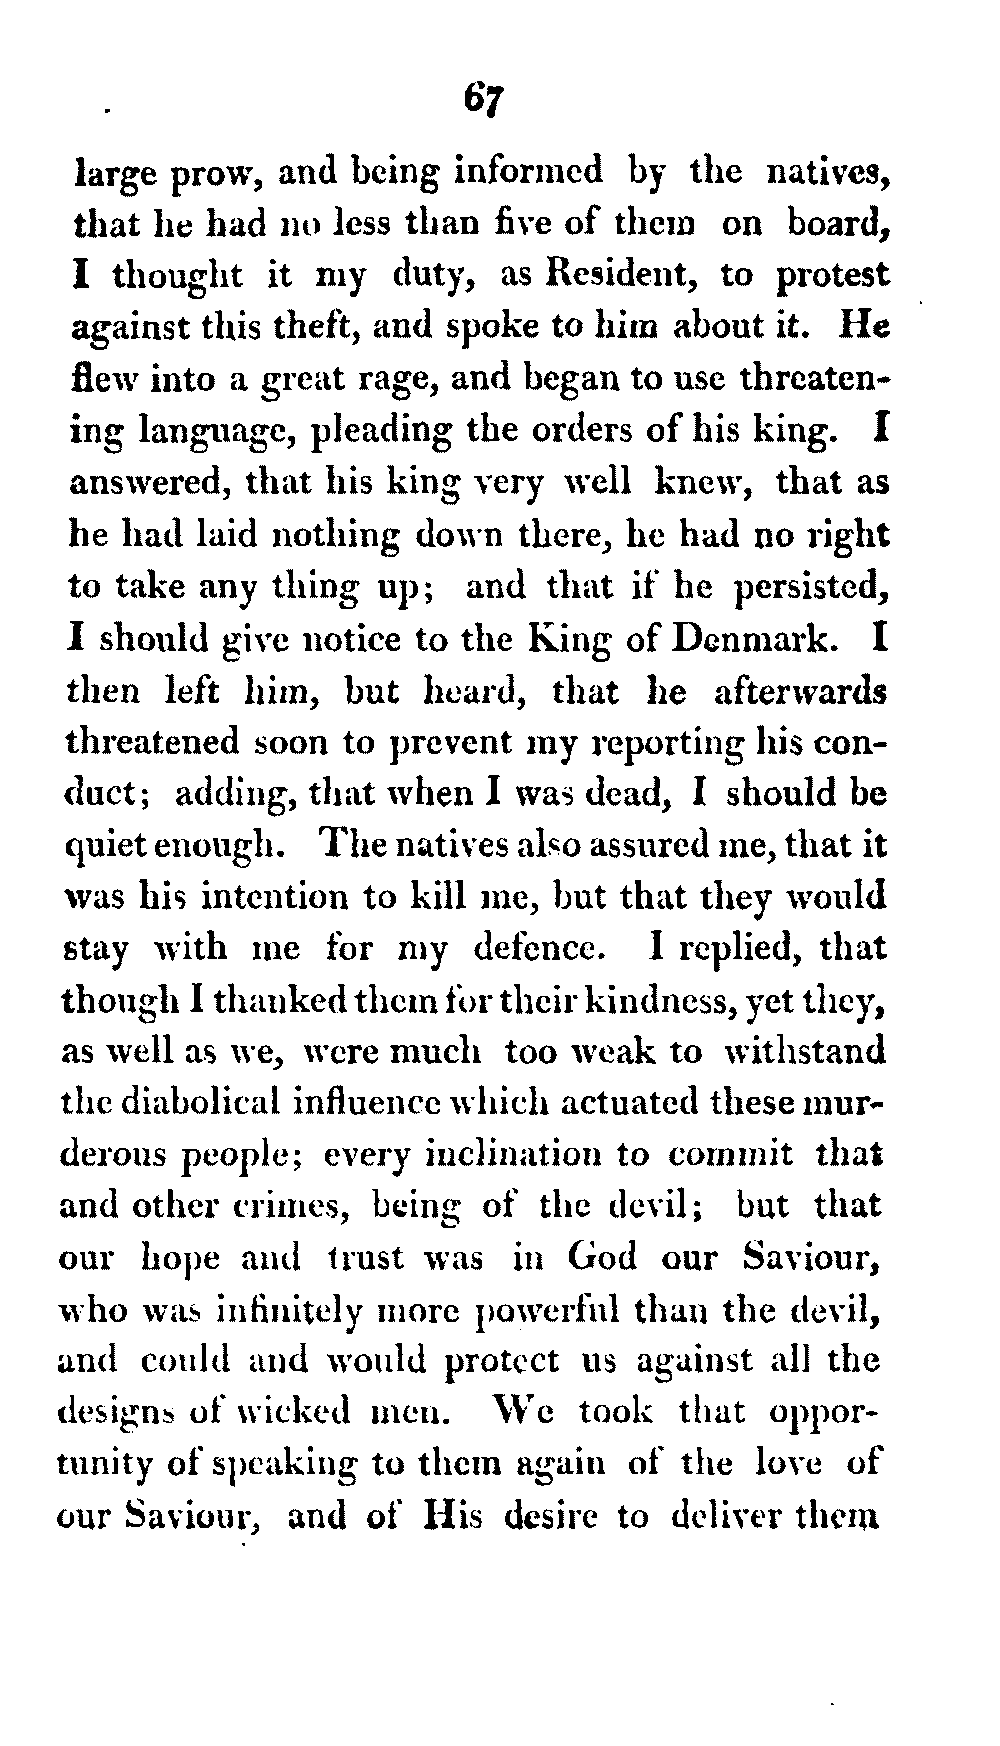 67
large prow, and being informed by the natives,
that he had no less than five of them on board,
I thought it my duty, as Resident, to protest
against this theft, and spoke to him about it. He
flew into a great rage, and began to use threaten-
ing language, pleading the orders of his king. I
answered, that his king very well knew, that as
he had laid nothing down there, he had no right
to take any thing up; and that if he persisted,
I should give notice to the King of Denmark. I
then left him, but heard, that he afterwards
threatened soon to prevent my reporting his con-
duct; adding, that when I was dead, I should be
quiet enough. The natives also assured me, that it
was his intention to kill me, but that they would
stay with me for my defence. I replied, that
though I thanked them for their kindness, yet they,
as well as we, were much too weak to withstand
the diabolical influence which actuated these mur-
derous people; every inclination to commit that
and other crimes, being of the devil; but that
our hope and trust was in God our Saviour,
who was infinitely more powerful than the devil,
and could and would protect us against all the
designs of wicked men. We took that oppor-
tunity of speaking to them again of the love of
our Saviour, and of His desire to deliver them